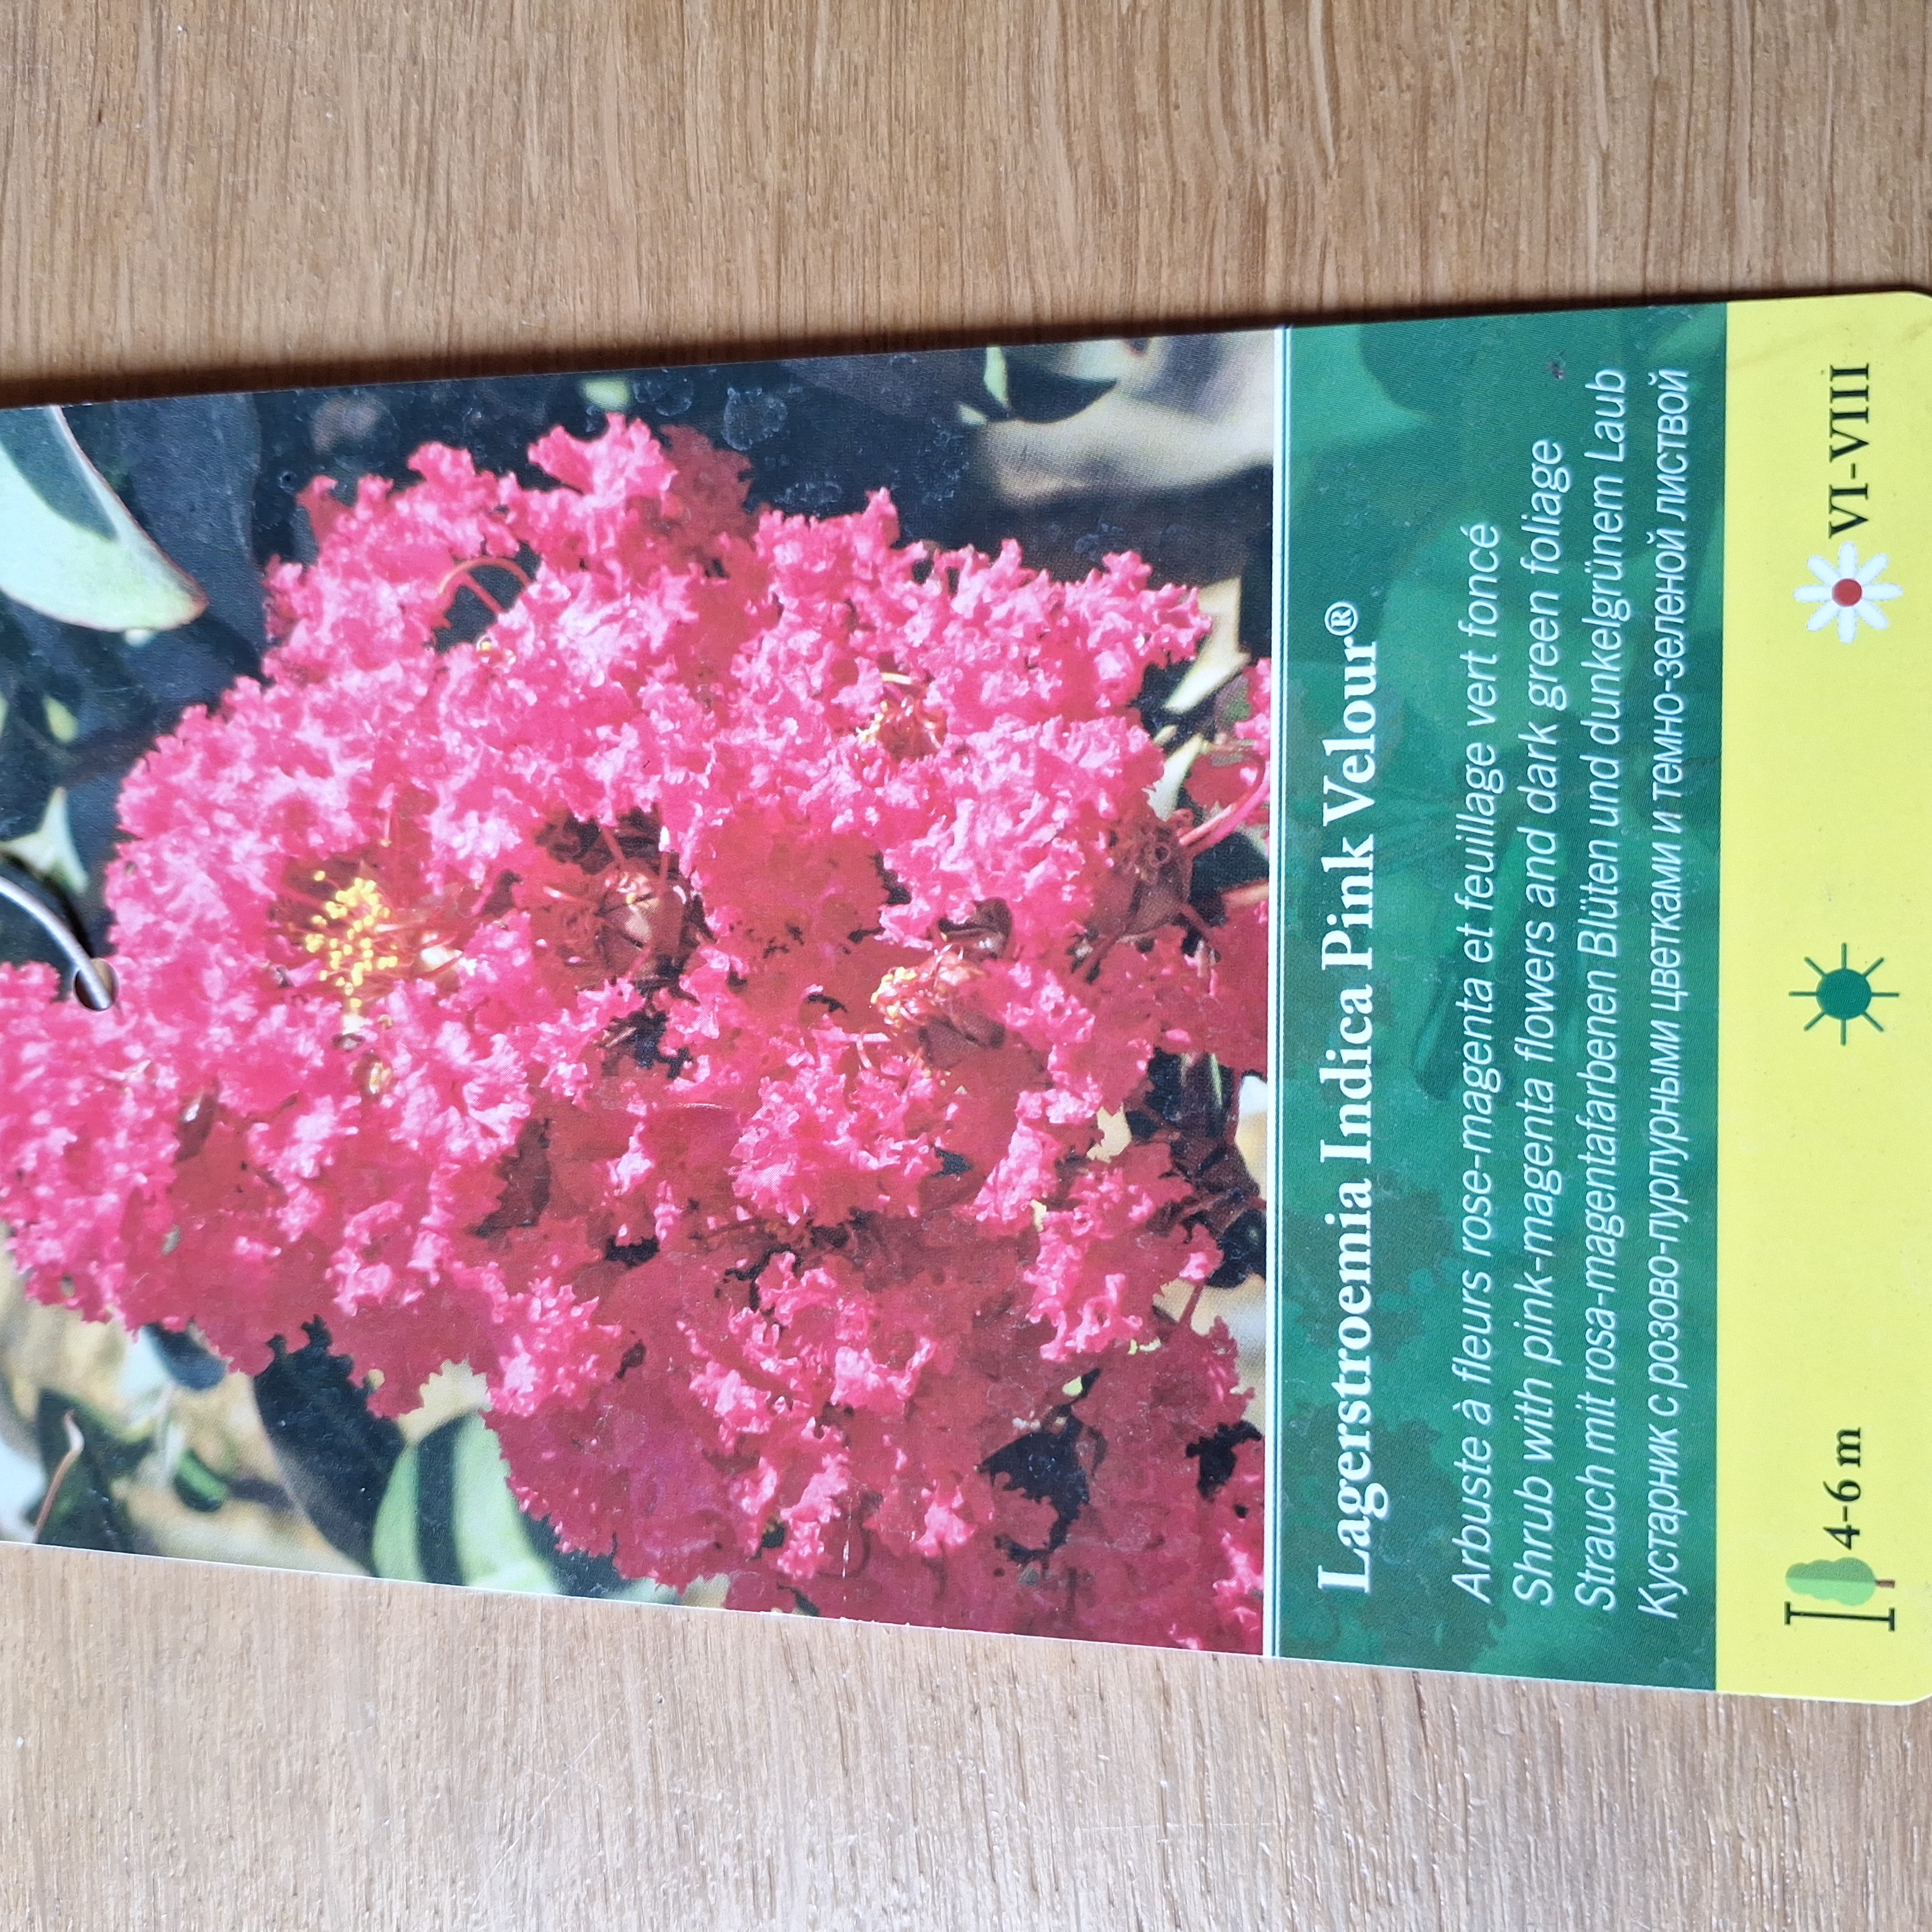 Lagerstroemia Indica Pink Velour®
Arbuste à fleurs rose-magenta et feuillage vert foncé
Shrub with pink-magenta flowers and dark green foliage
Strauch mit rosa-magentafarbenen Blüten und dunkelgrünem Laub
Кустарник с розово-пурпурными цветками и темно-зеленой листвой
4-6 m VI-VIII